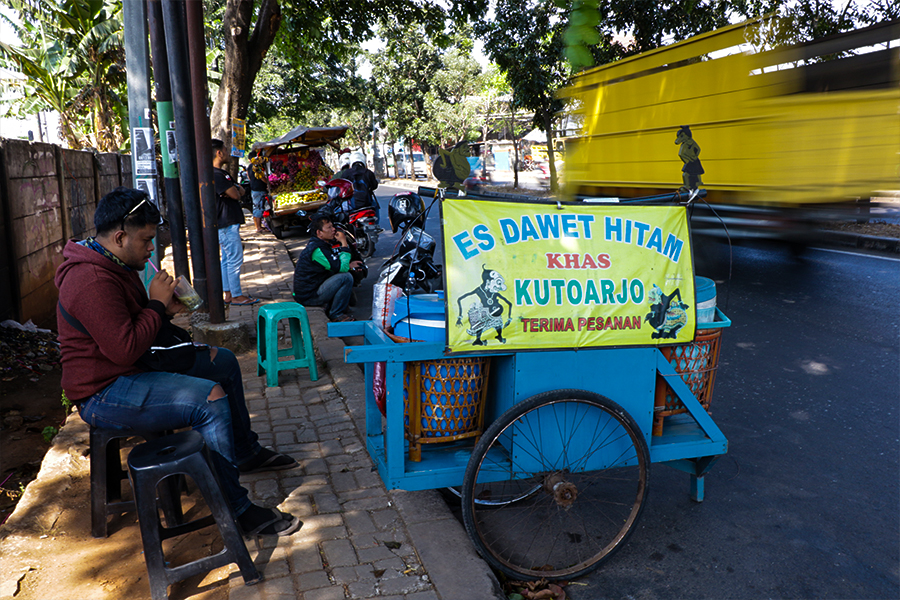 ES DAWET HITAM
KHAS
KUTOARJO
TERIMA PESANAN